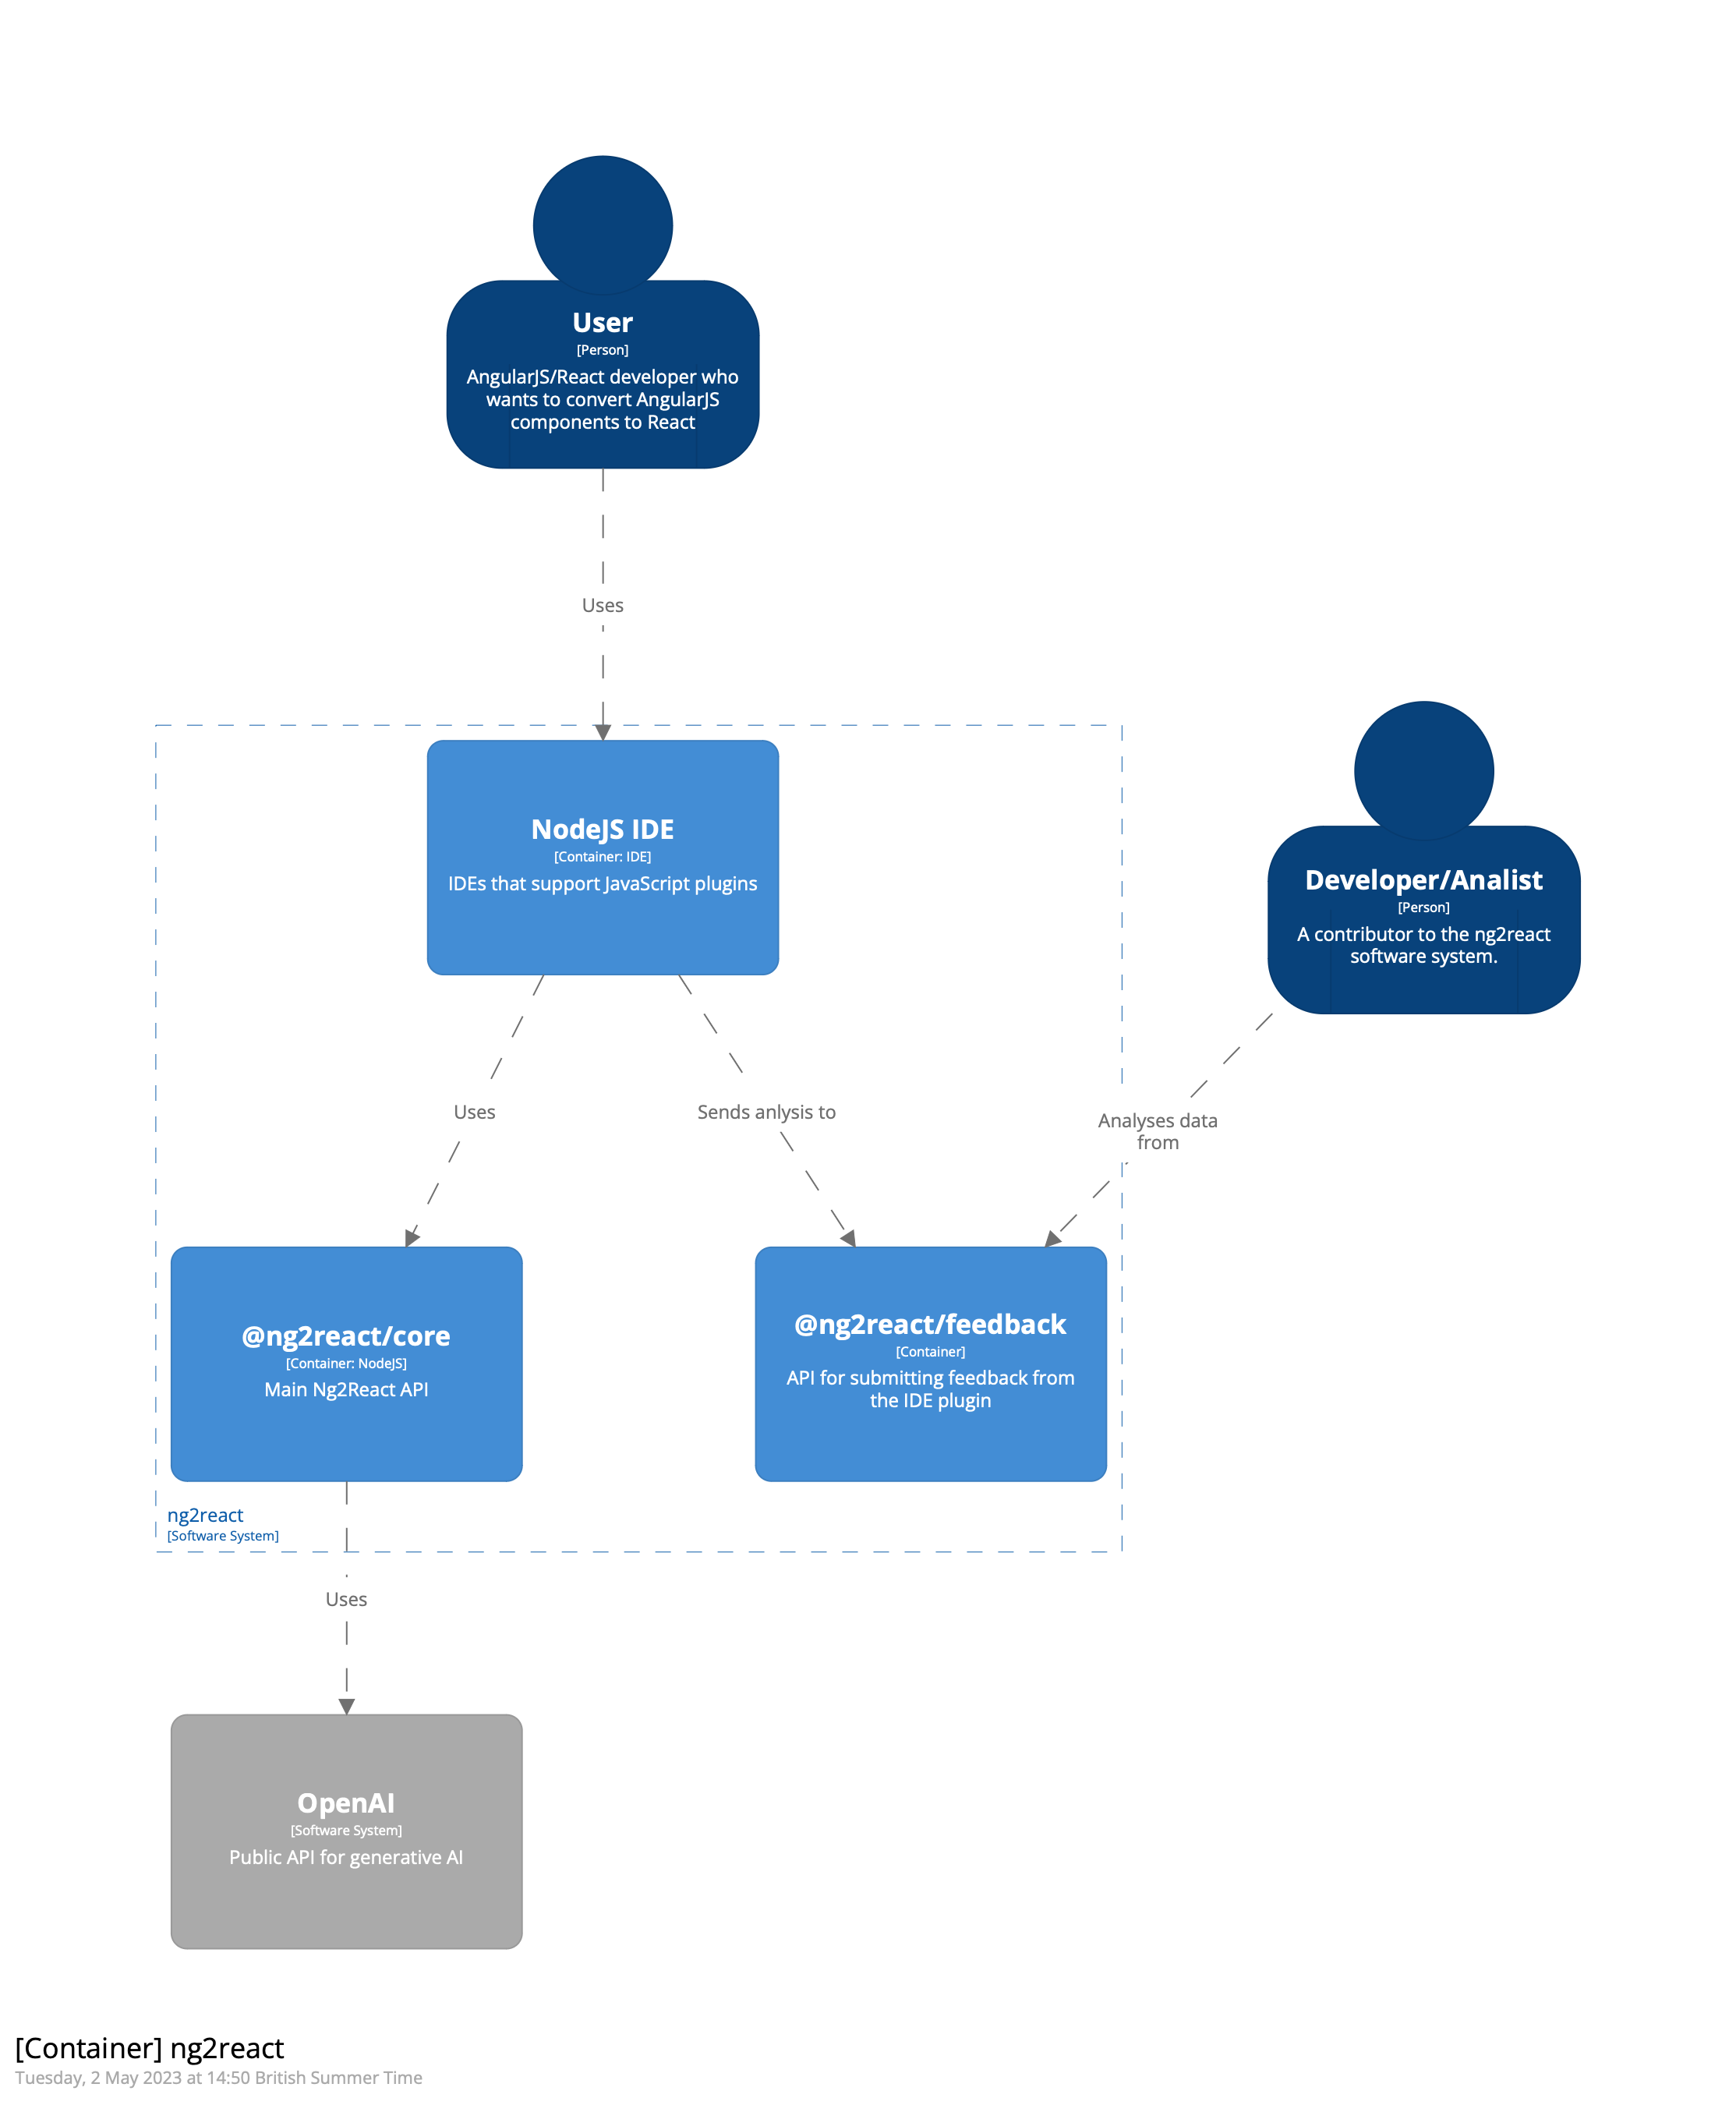 User
[Person]
AngularJS/React developer who
wants to convert AngularJS
components to React
Uses
NodeJS IDE
[Container: IDE]
IDEs that support JavaScript plugins
Developer/Analist
[Person]
A contributor to the ng2react
software system.
Uses
Sends anlysis to
Analyses data
from
@ng2react/core
[Container: NodeJS]
Main Ng2React API
@ng2react/feedback
[Container]
API for submitting feedback from
the IDE plugin
ng2react
[Software System]
Uses
OpenAI
[Software System]
Public API for generative AI
[Container] ng2react
Tuesday, 2 May 2023 at 14:50 British Summer Time